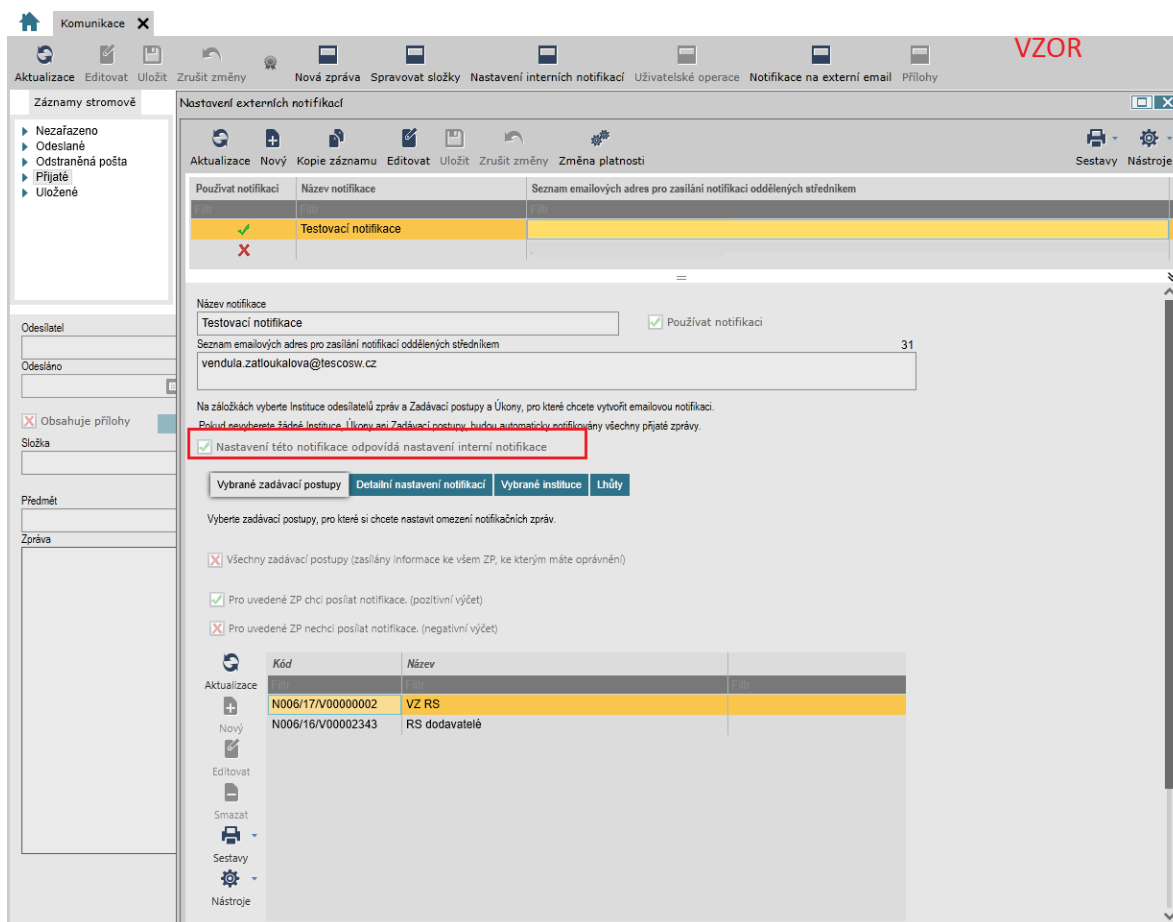 Komunikace
VZOR
Aktualizace Editovat Uložit Zrušit změny Nová zpráva Spravovat složky Nastavení interních notifikací Uživatelské operace Notifikace na externí email Přílohy
Záznamy stromově
Nezařazeno
Odeslané
Odstraněná pošta
Přijaté
Uložené
Odesílatel
Odesláno
Obsahuje přílohy
Složka
Předmět
Zpráva
Nastavení externích notifikací
Aktualizace Nový Kopie záznamu Editovat Uložit Zrušit změny Změna platnosti Sestavy Nástroje
Používat notifikaci Název notifikace Seznam emailových adres pro zasílání notifikací oddělených středníkem
Filtr Filtr Filtr
Testovací notifikace
Název notifikace
Testovací notifikace Používat notifikaci
Seznam emailových adres pro zasílání notifikací oddělených středníkem 31
vendula.zatloukalova@tescosw.cz
Na záložkách vyberte Instituce odesílatelů zpráv a Zadávací postupy a Úkony, pro které chcete vytvořit emailovou notifikaci.
Pokud nevyberete žádné Instituce, Úkony ani Zadávací postupy, budou automaticky notifikovány všechny přijaté zprávy.
Nastavení této notifikace odpovídá nastavení interní notifikace
Vybrané zadávací postupy Detailní nastavení notifikací Vybrané instituce Lhůty
Vyberte zadávací postupy, pro které si chcete nastavit omezení notifikačních zpráv.
Všechny zadávací postupy (zasílány informace ke všem ZP, ke kterým máte oprávnění)
Pro uvedené ZP chci posílat notifikace. (pozitivní výčet)
Pro uvedené ZP nechci posílat notifikace. (negativní výčet)
Aktualizace
Nový
Editovat
Smazat
Sestavy
Nástroje
Kód Název
Filtr Filtr Filtr
N006/17/V00000002 VZ RS
N006/16/V00002343 RS dodavatelé